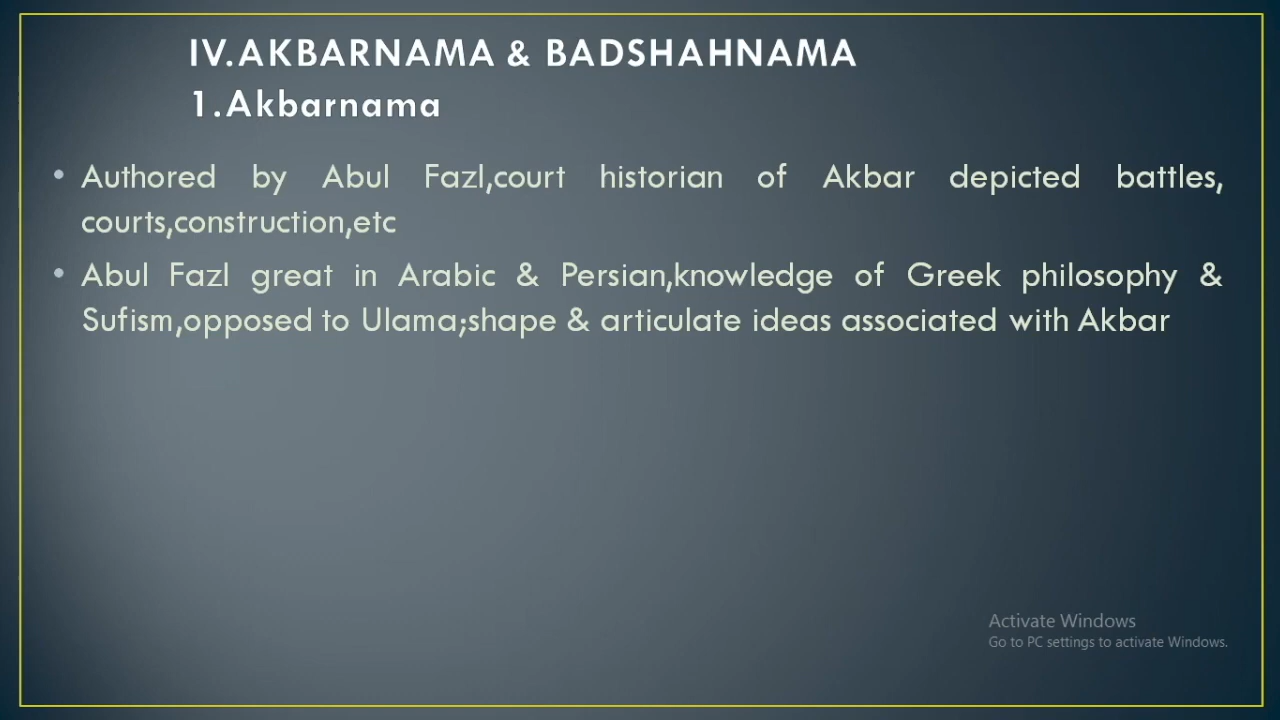 IV.AKBARNAMA & BADSHAHNAMA
1.Akbarnama
• Authored by Abul Fazl,court historian of Akbar depicted battles,
courts,construction,etc
• Abul Fazl great in Arabic & Persian,knowledge of Greek philosophy &
Sufism,opposed to Ulama;shape & articulate ideas associated with Akbar
Activate Windows
Go to PC settings to activate Windows.